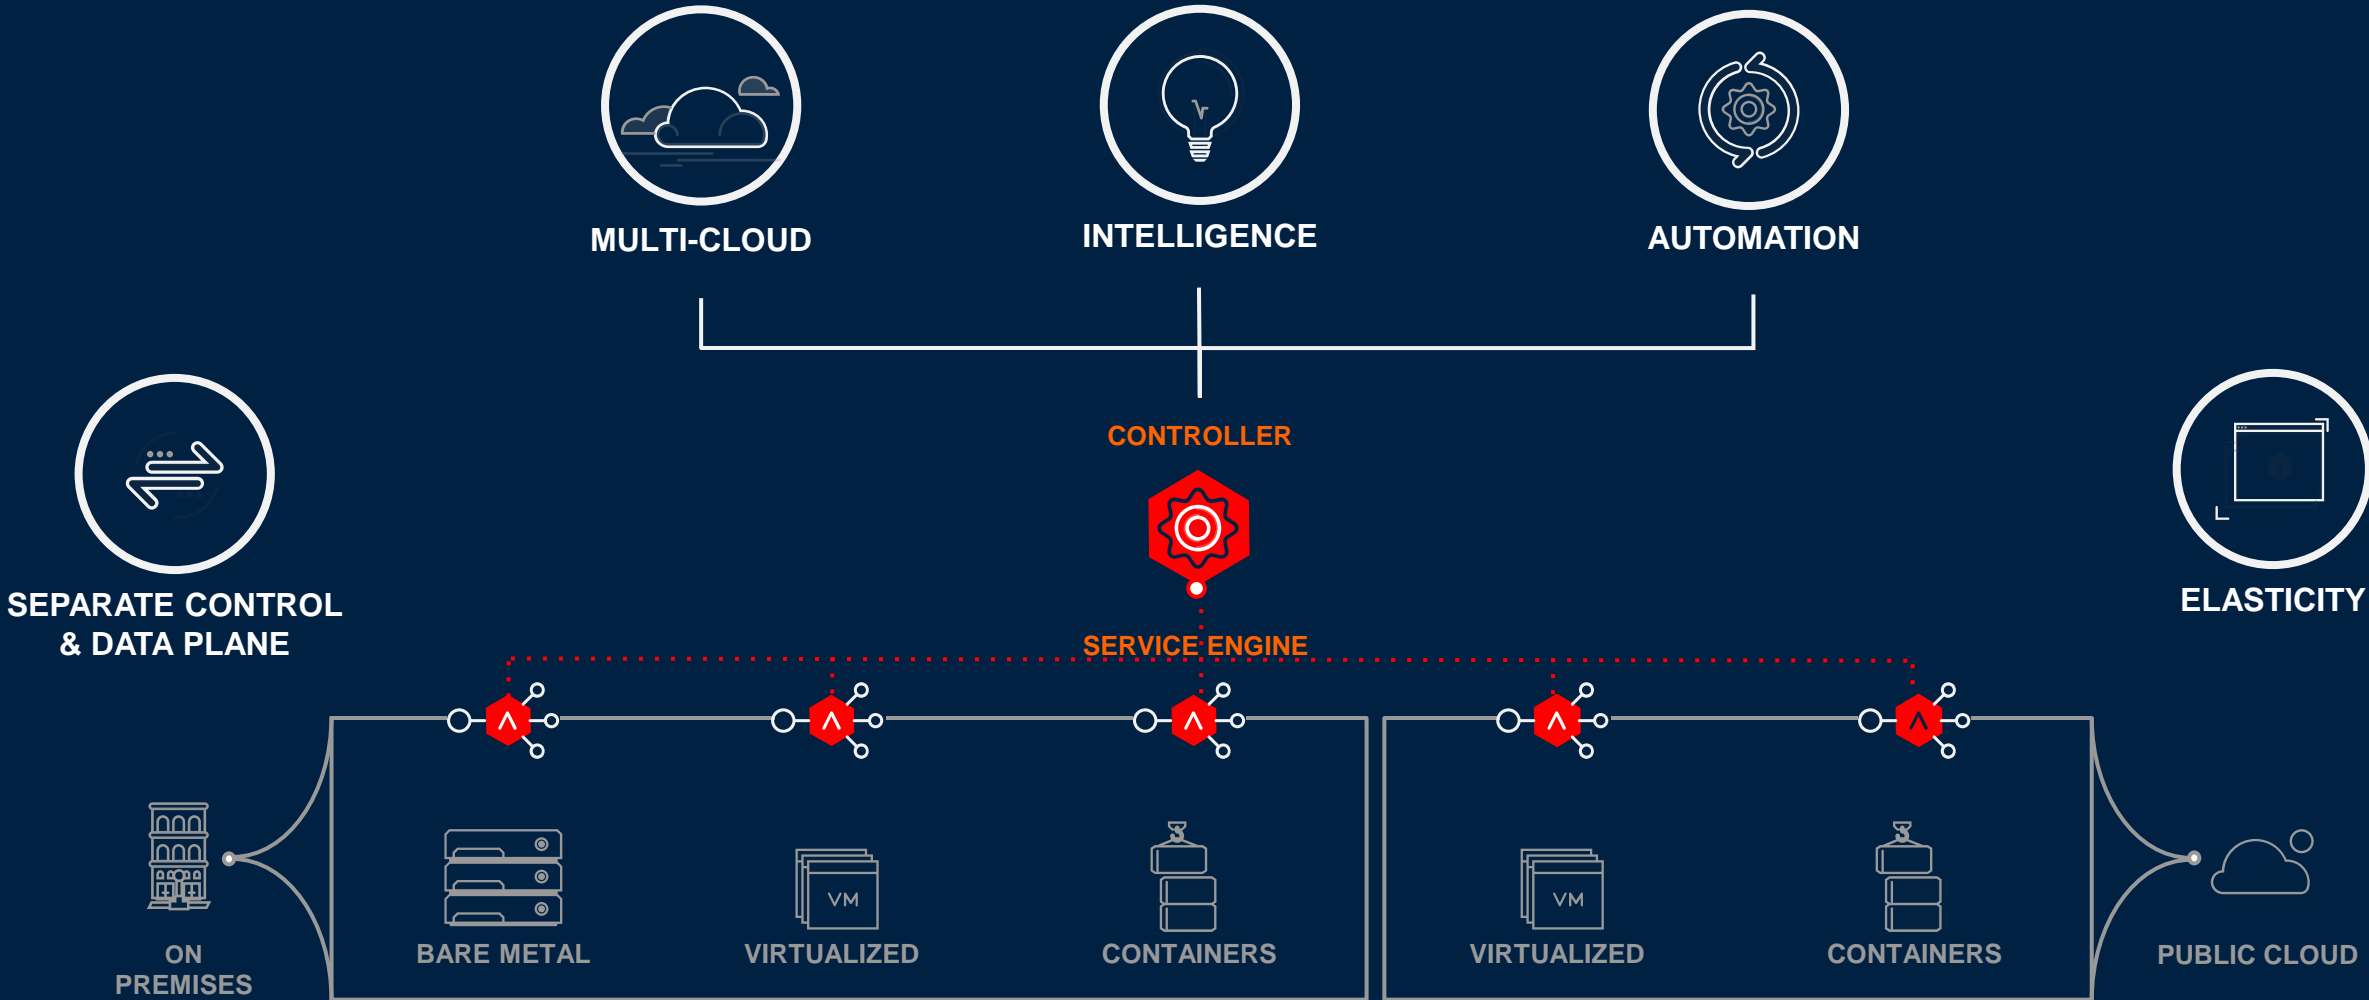 MULTI-CLOUD
INTELLIGENCE
AUTOMATION
CONTROLLER
SEPARATE CONTROL
& DATA PLANE
ELASTICITY
SERVICE ENGINE
VM
VM
ON
PREMISES
BARE METAL
VIRTUALIZED
CONTAINERS
VIRTUALIZED
CONTAINERS
PUBLIC CLOUD